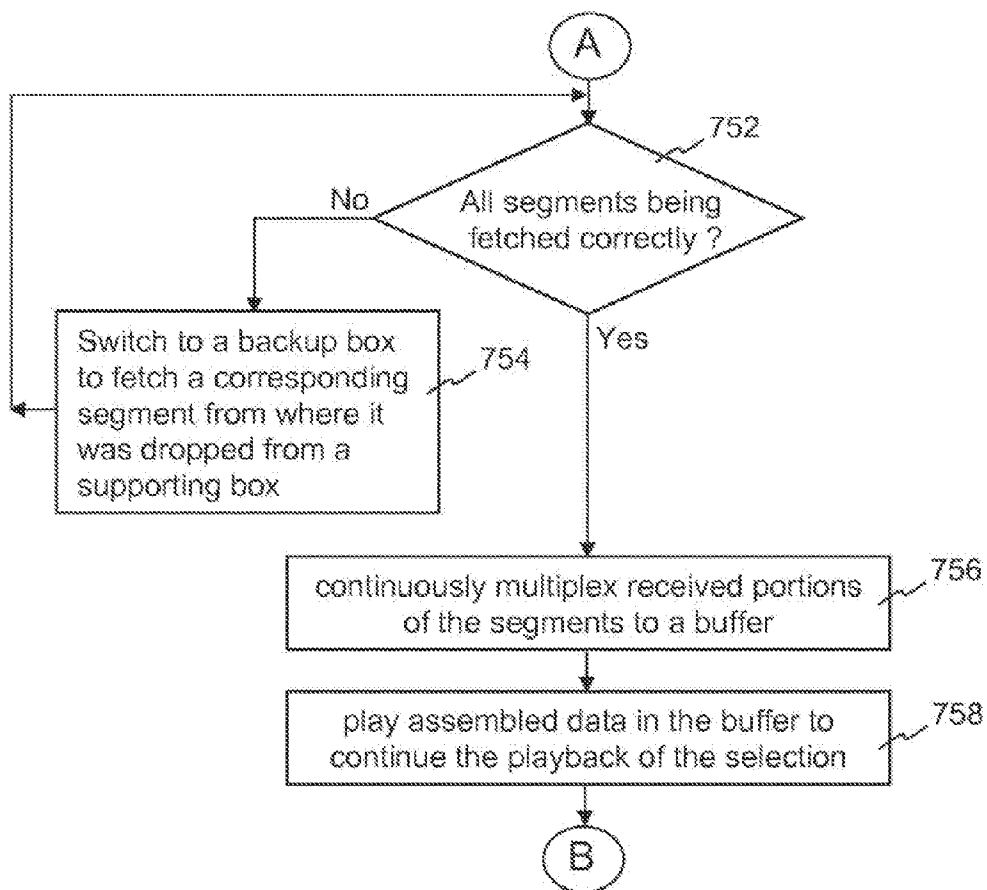 A
752
All segments being
fetched correctly ?
No
Yes
Switch to a backup box
to fetch a corresponding
segment from where it
was dropped from a
supporting box
754
continuously multiplex received portions
of the segments to a buffer
756
play assembled data in the buffer to
continue the playback of the selection
758
B